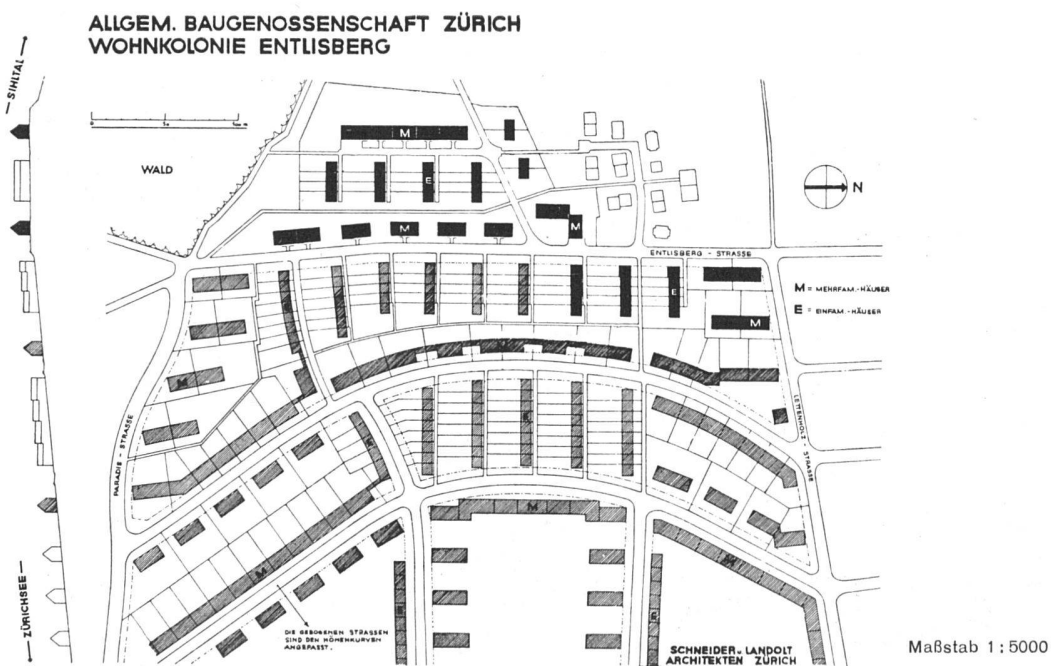 ALLGEM. BAUGENOSSENSCHAFT ZÜRICH
WOHNKOLONIE ENTLISBERG
SIHLTAL
WALD
M
E
M
M
N
ENTLISBERG - STRASSE
M = MEHRFAM.-HÄUSER
E = EINFAM.-HÄUSER
E
M
M
M
E
E
PARADIS - STRASSE
LETTENHOLZ - STRASSE
M
M
M
E
E
ZÜRICHSEE
DIE GEBOGENEN STRASSEN
SIND DEN HÖHENKURVEN
ANGEPASST.
SCHNEIDER u. LANDOLT
ARCHITEKTEN ZÜRICH
Maßstab 1:5000